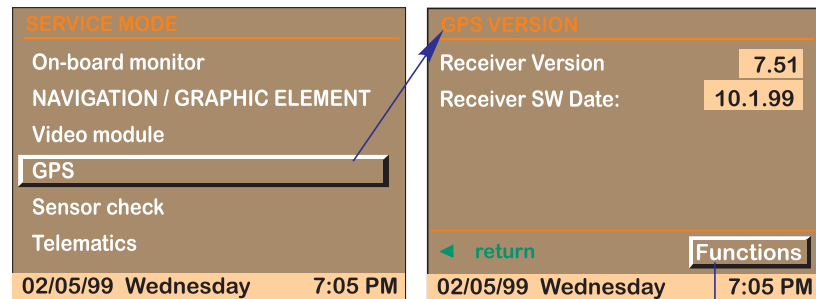 SERVICE MODE
On-board monitor
NAVIGATION / GRAPHIC ELEMENT
Video module
GPS
Sensor check
Telematics
02/05/99 Wednesday 7:05 PM
GPS VERSION
Receiver Version 7.51
Receiver SW Date: 10.1.99
◄ return Functions
02/05/99 Wednesday 7:05 PM